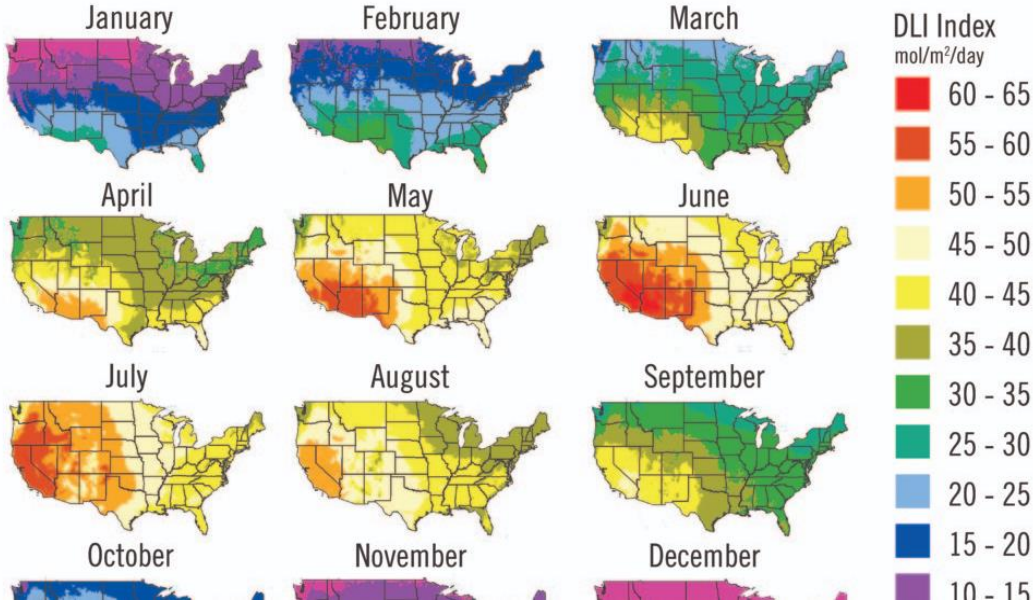 January
February
March
DLI Index
mol/m²/day
60 - 65
55 - 60
50 - 55
45 - 50
40 - 45
35 - 40
30 - 35
25 - 30
20 - 25
15 - 20
10 - 15
April
May
June
July
August
September
October
November
December